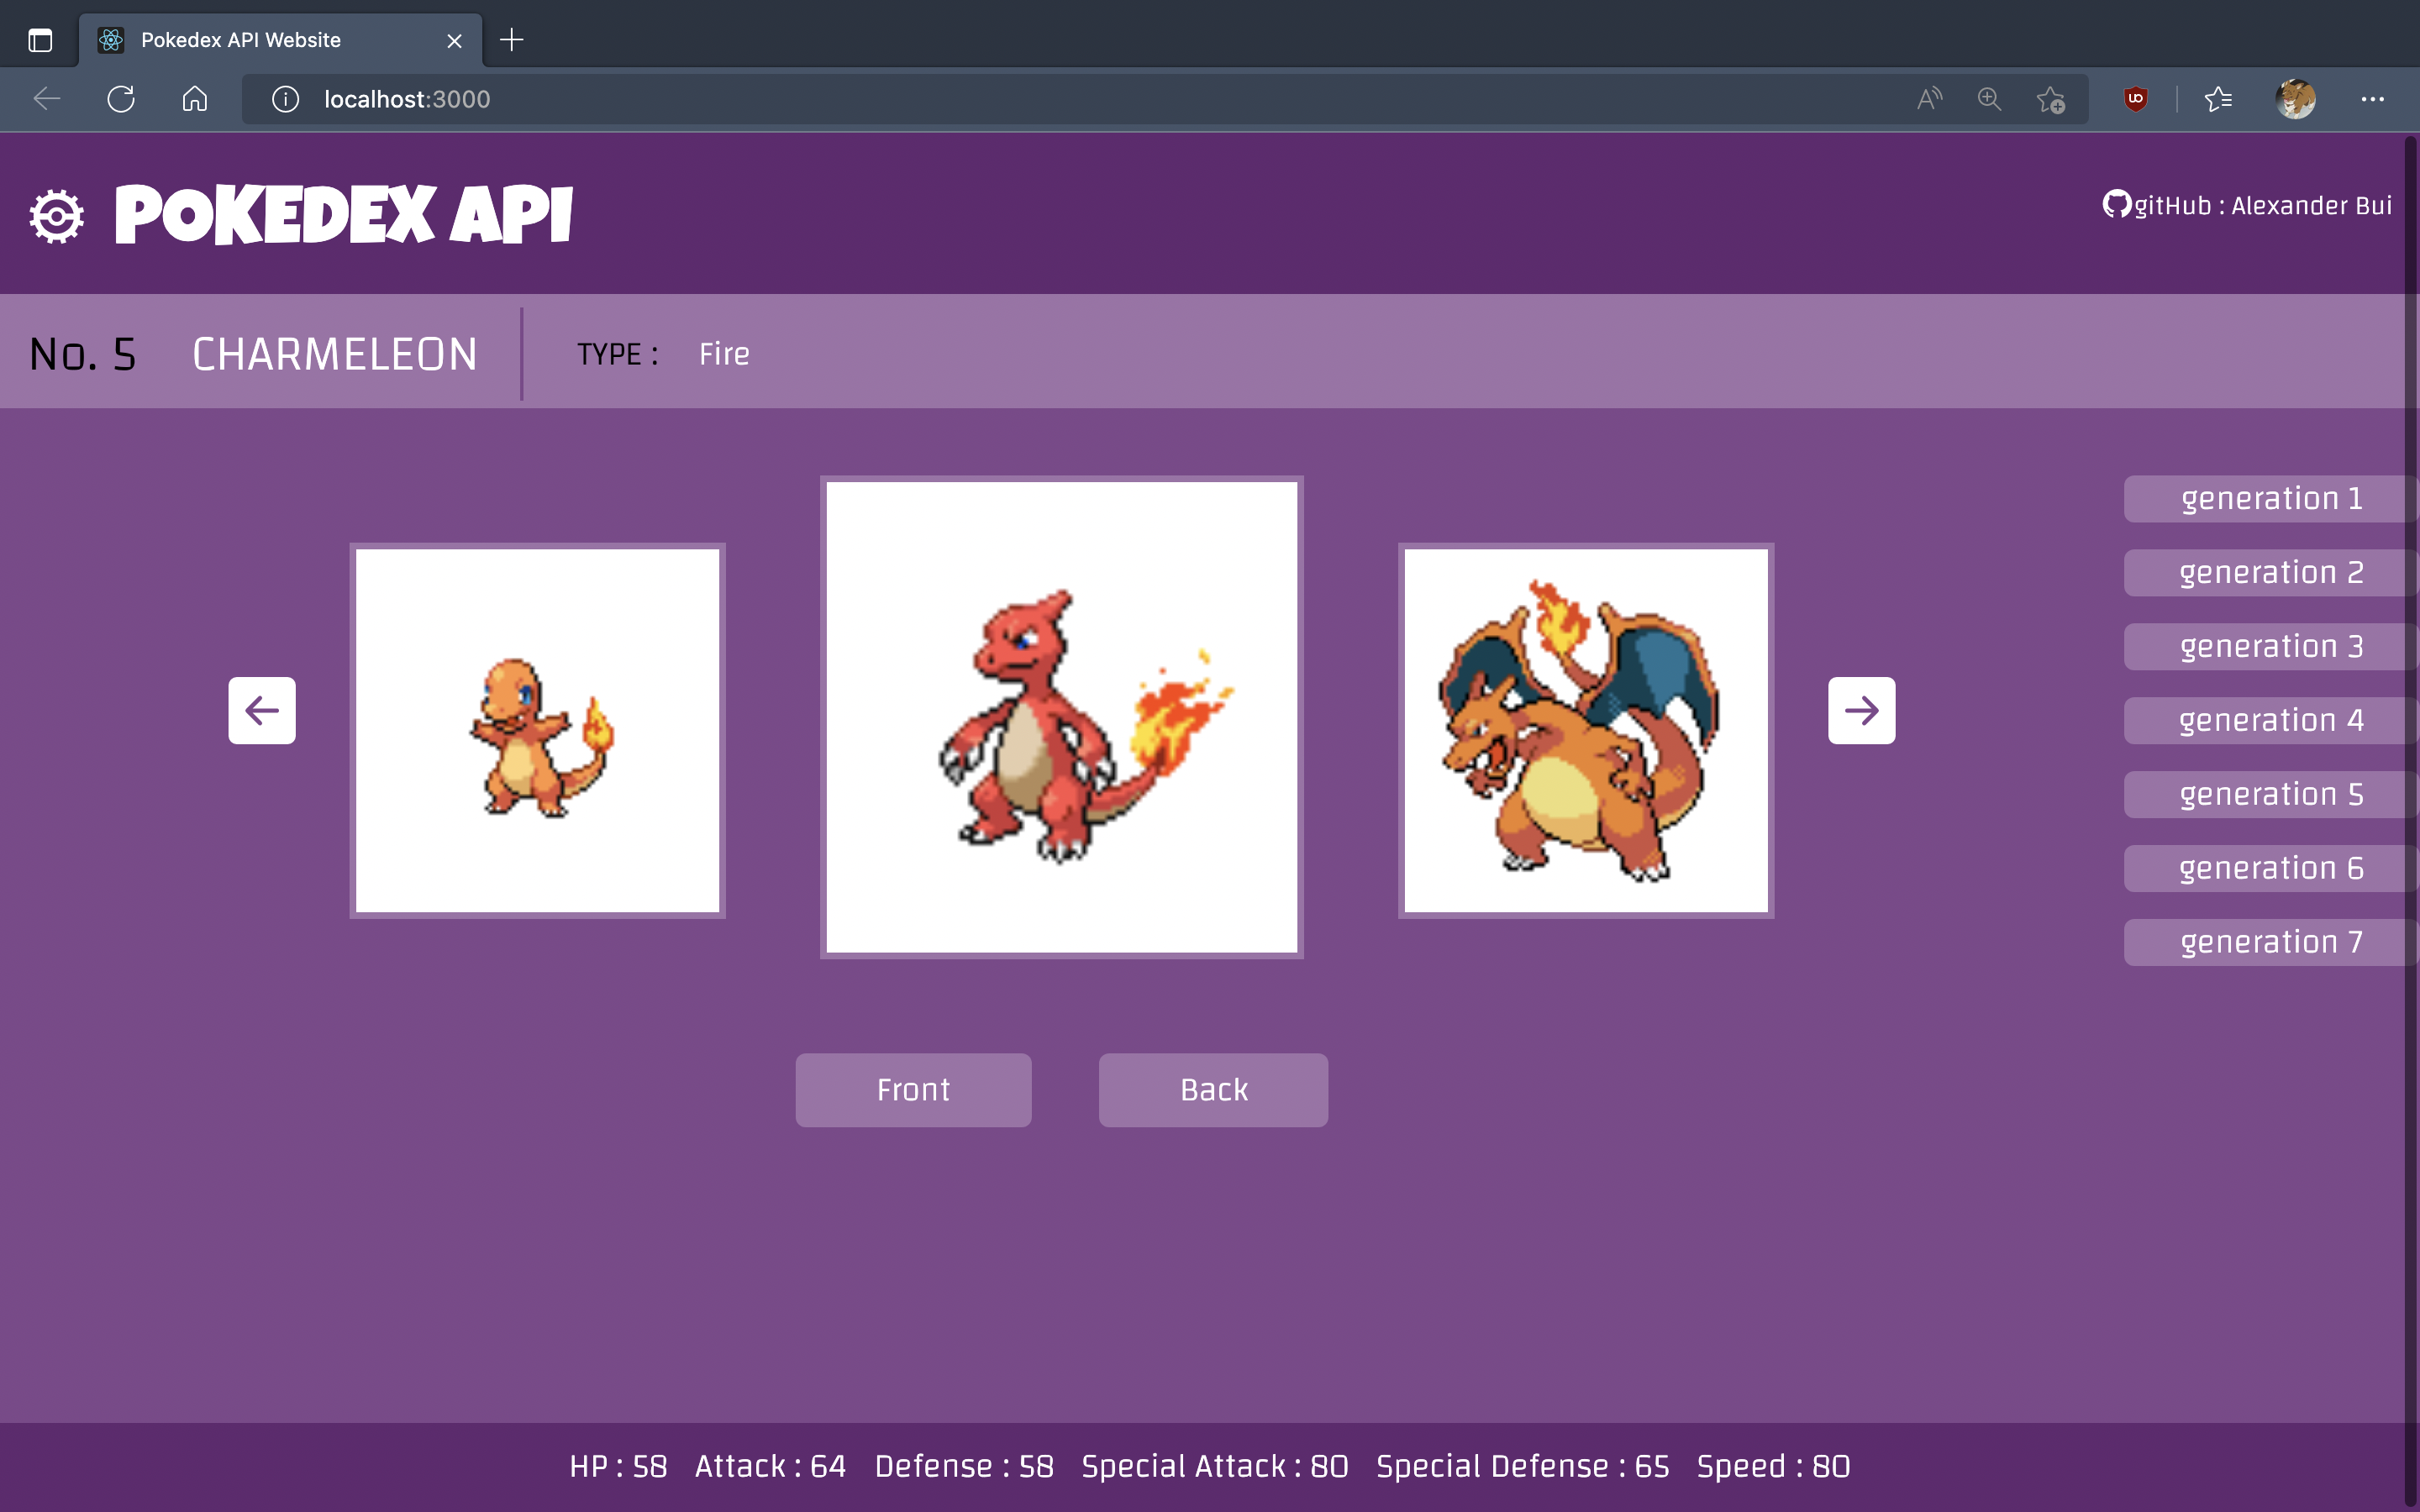 Pokedex API Website
localhost:3000
POKEDEX API
gitHub : Alexander Bui
No. 5 CHARMELEON TYPE : Fire
generation 1
generation 2
generation 3
generation 4
generation 5
generation 6
generation 7
Front Back
HP : 58 Attack : 64 Defense : 58 Special Attack : 80 Special Defense : 65 Speed : 80